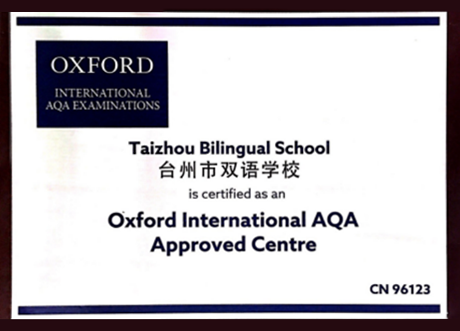 OXFORD
INTERNATIONAL
AQA EXAMINATIONS
Taizhou Bilingual School
台州市双语学校
is certified as an
Oxford International AQA
Approved Centre
CN 96123